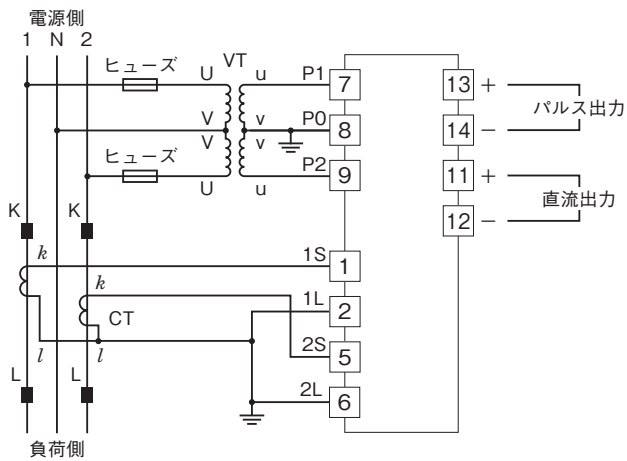 電源側
1 N 2
ヒューズ
VT
U
u
P1
7
13
+
パルス出力
V
v
P0
8
14
−
V
v
ヒューズ
U
u
P2
9
11
+
直流出力
12
−
K
K
k
1S
1
k
1L
2
CT
l
l
2S
5
L
L
2L
6
負荷側